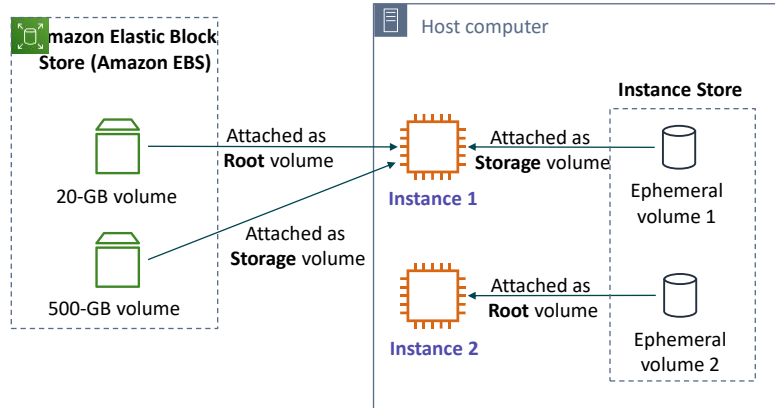 mazon Elastic Block
Store (Amazon EBS)
20-GB volume
500-GB volume
Attached as
Root volume
Attached as
Storage volume
Host computer
Instance 1
Instance 2
Attached as
Storage volume
Attached as
Root volume
Instance Store
Ephemeral
volume 1
Ephemeral
volume 2